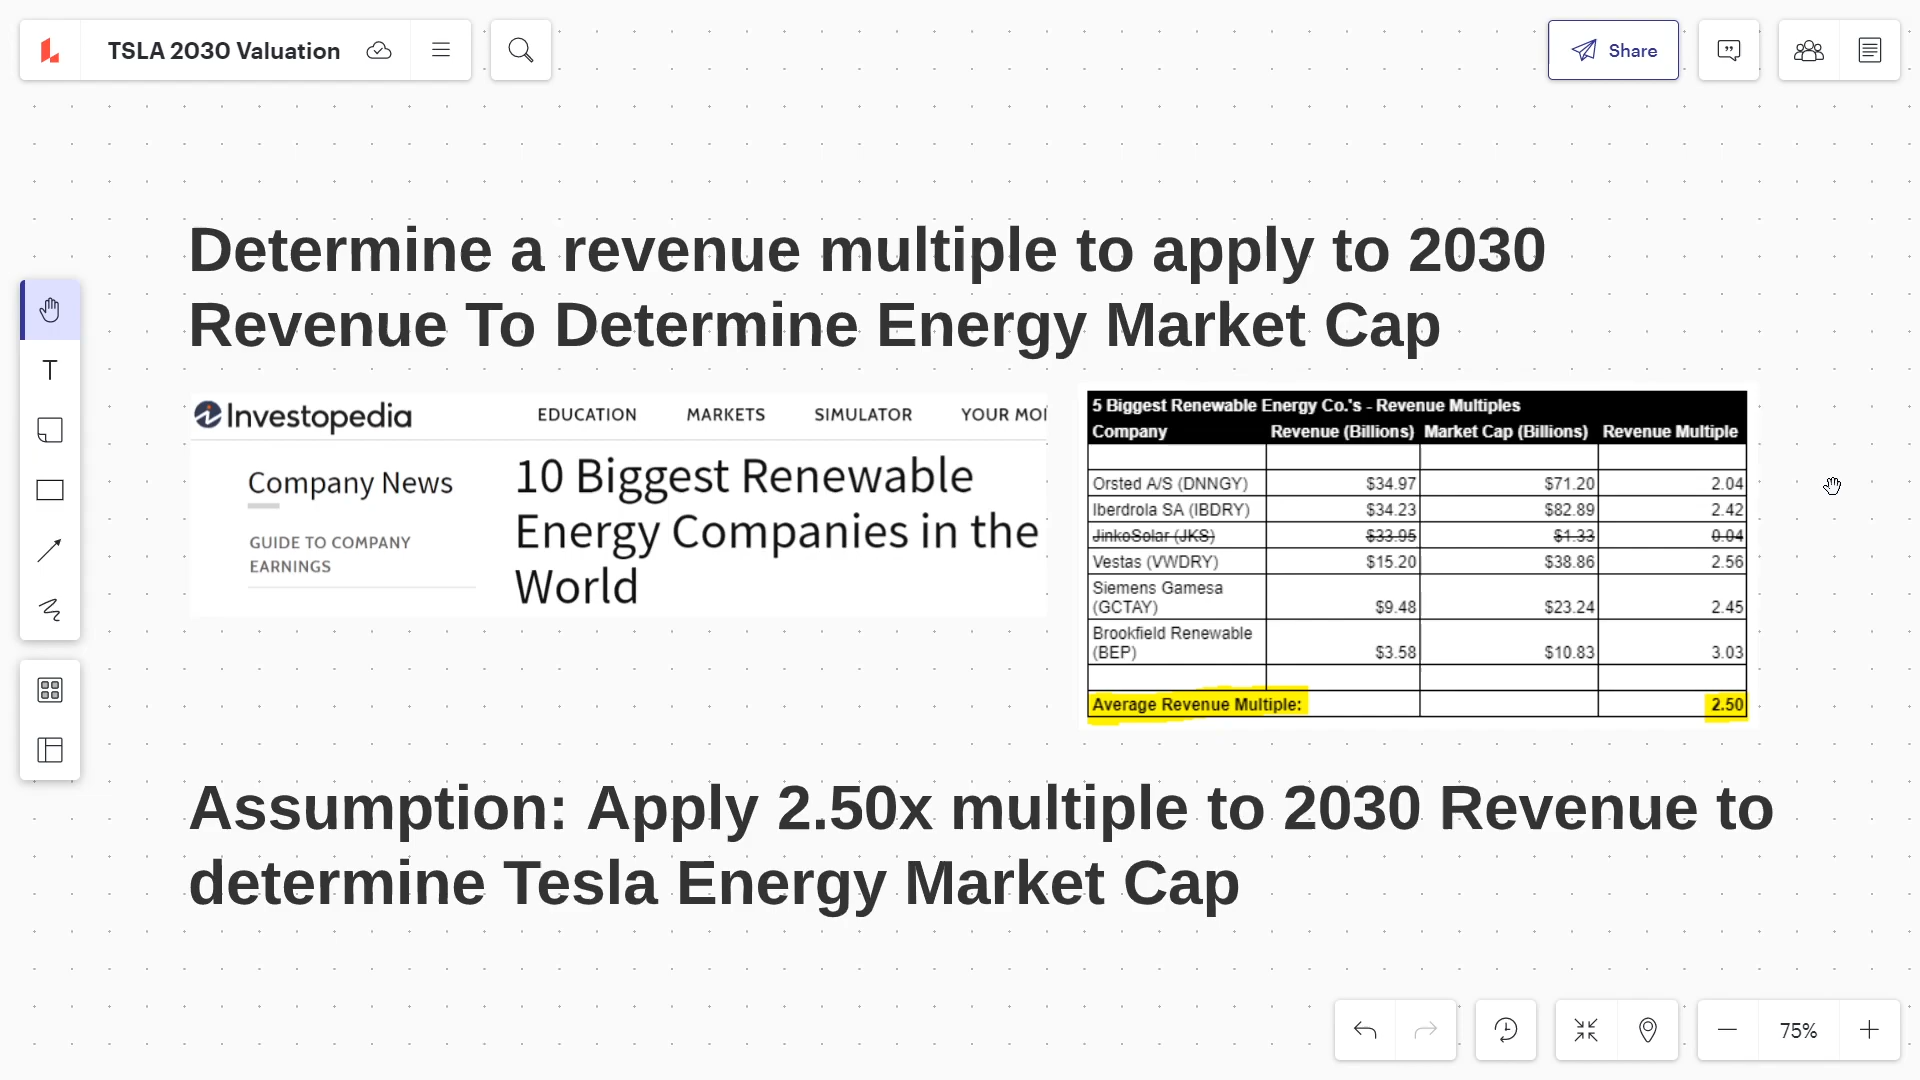 TSLA 2030 Valuation
Share
Determine a revenue multiple to apply to 2030
Revenue To Determine Energy Market Cap
Investopedia
EDUCATION MARKETS SIMULATOR
Company News
10 Biggest Renewable
Energy Companies in the
World
GUIDE TO COMPANY
EARNINGS
5 Biggest Renewable Energy Co.'s - Revenue Multiples
Company Revenue (Billions) Market Cap (Billions) Revenue Multiple
Orsted A/S (DNNGY) $34.97 $71.20 2.04
Iberdrola SA (IBDRY) $34.23 $82.89 2.42
JinkoSolar (JKS) $33.95 $1.33 0.04
Vestas (VWDRY) $15.20 $38.86 2.56
Siemens Gamesa
(GCTAY) $9.48 $23.24 2.45
Brookfield Renewable
(BEP) $3.58 $10.83 3.03
Average Revenue Multiple: 2.50
Assumption: Apply 2.50x multiple to 2030 Revenue to
determine Tesla Energy Market Cap
T
75%